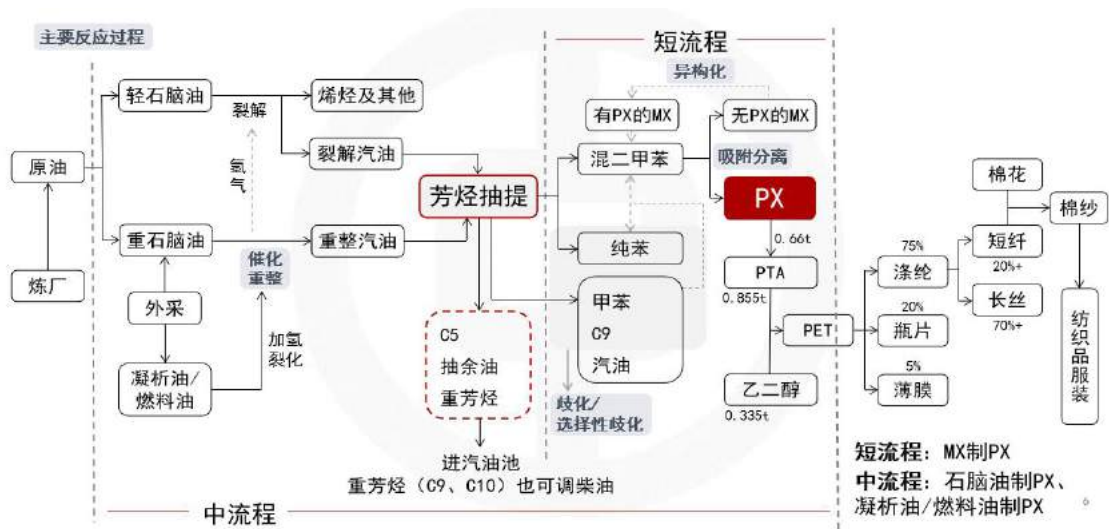 主要反应过程
短流程
异构化
轻石脑油
裂解
烯烃及其他
有PX的MX
无PX的MX
裂解汽油
混二甲苯
吸附分离
原油
氢气
芳烃抽提
PX
棉花
棉纱
0.66t
重石脑油
重整汽油
纯苯
PTA
75%
涤纶
短纤
20%+
催化
重整
0.855t
炼厂
外采
甲苯
C9
汽油
20%
长丝
70%+
PET
瓶片
纺织品服装
加氢
裂化
C5
抽余油
重芳烃
5%
凝析油/
燃料油
乙二醇
薄膜
0.335t
歧化/
选择性歧化
进汽油池
重芳烃（C9、C10）也可调柴油
中流程
短流程：MX制PX
中流程：石脑油制PX、
凝析油/燃料油制PX
6